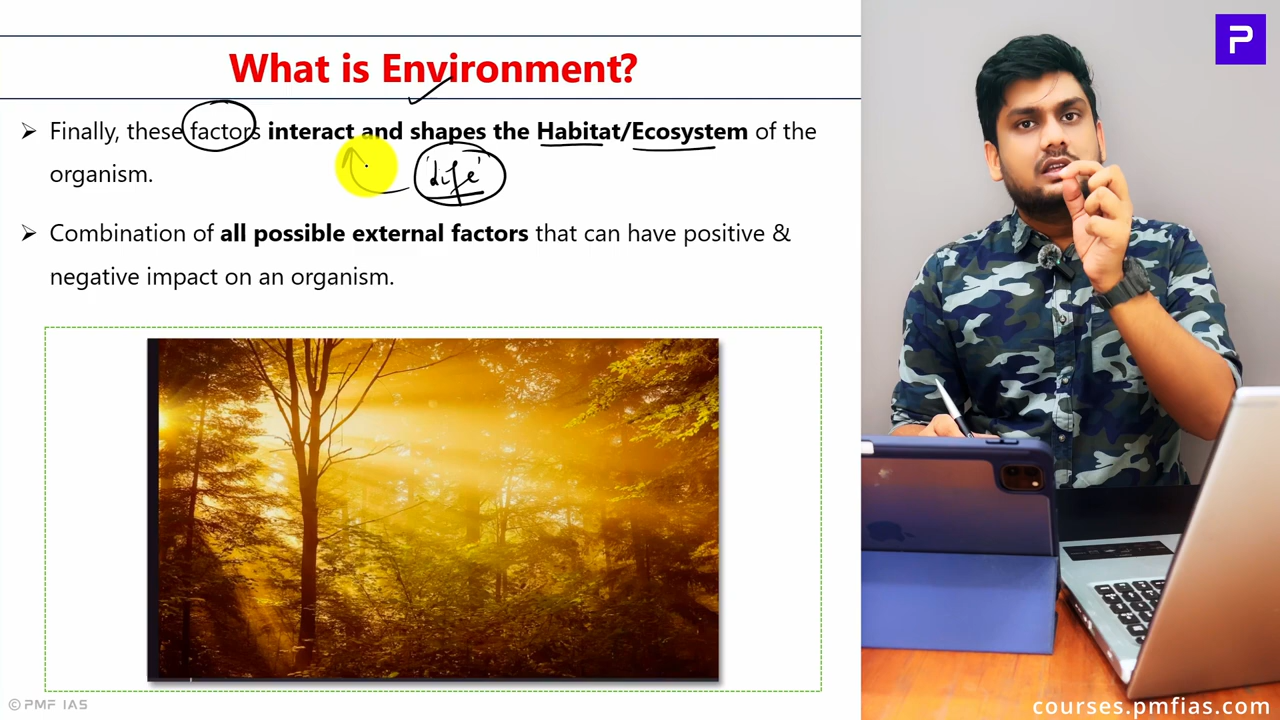 P
What is Environment?
➢ Finally, these factors interact and shapes the Habitat/Ecosystem of the
organism.
'life'
➢ Combination of all possible external factors that can have positive &
negative impact on an organism.
© PMF IAS
courses.pmfias.com